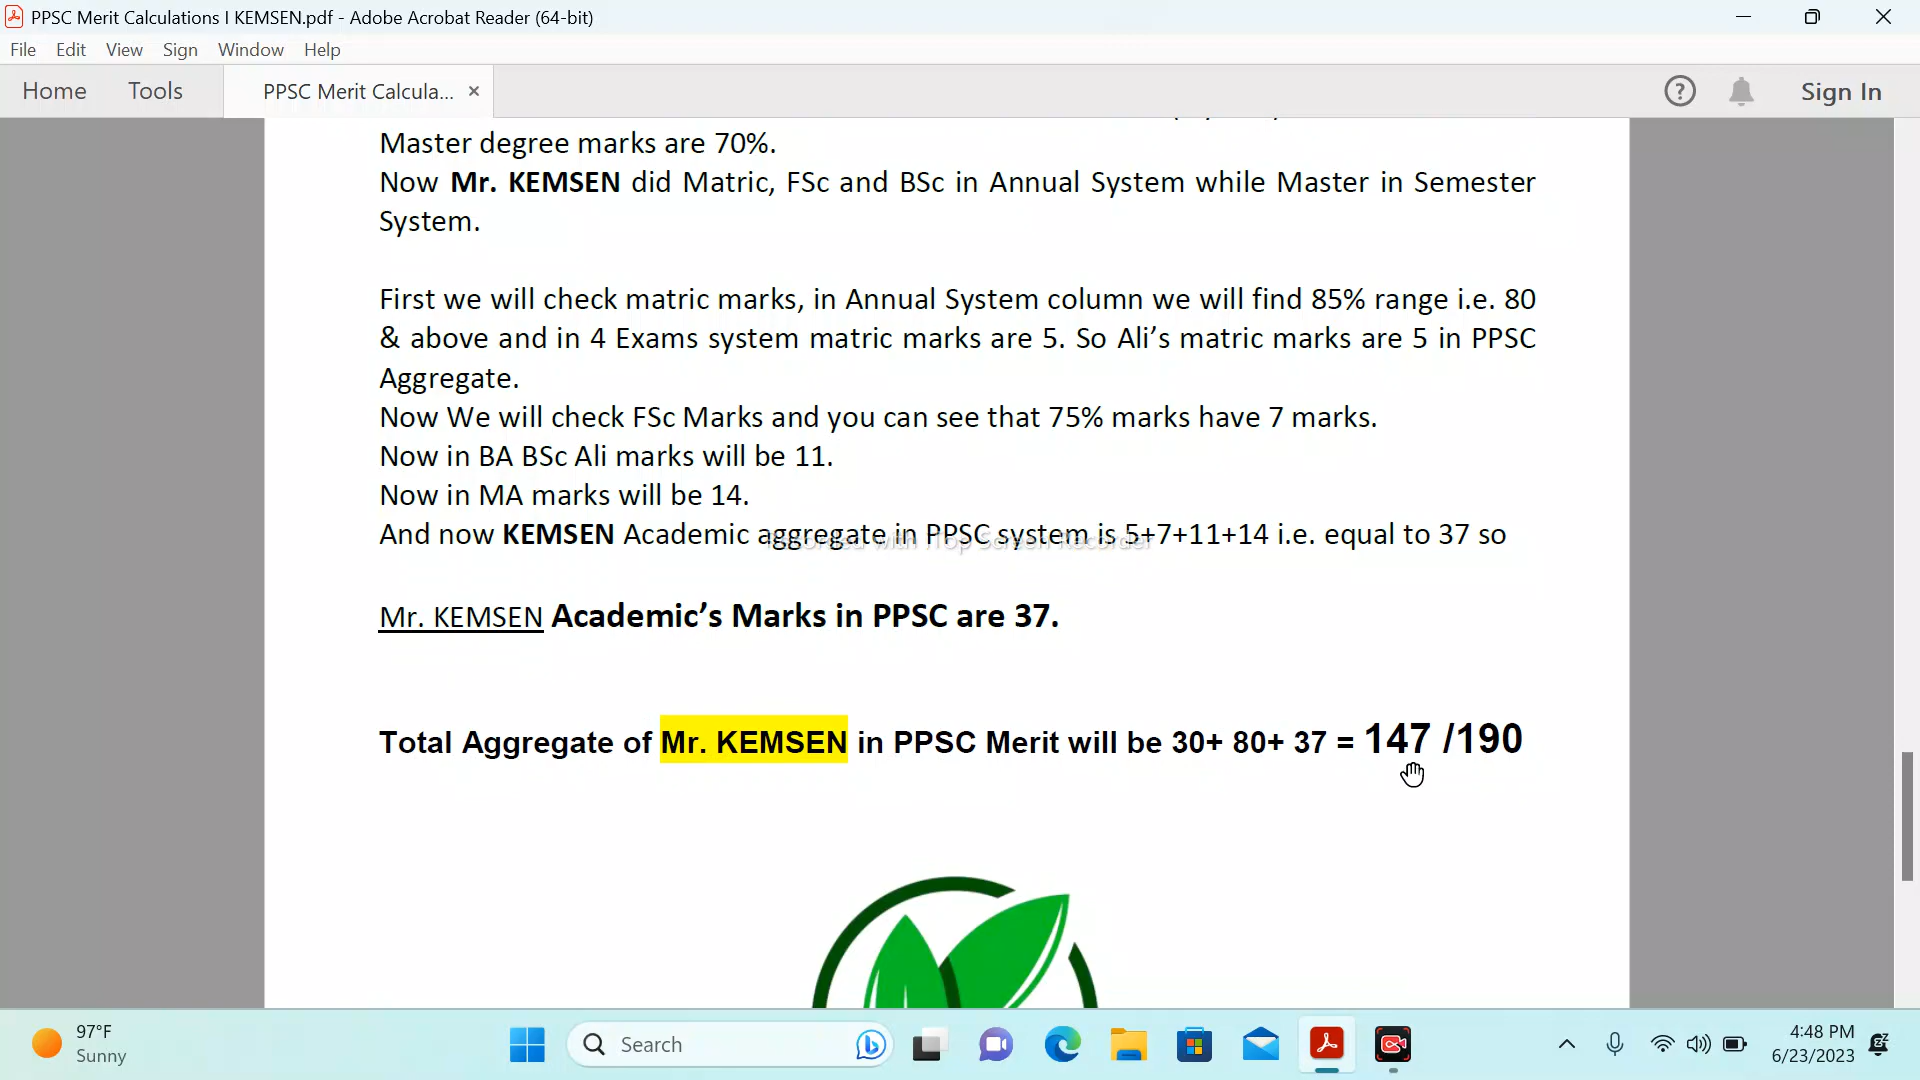 PPSC Merit Calculations I KEMSEN.pdf - Adobe Acrobat Reader (64-bit)
File Edit View Sign Window Help
Home Tools PPSC Merit Calcula... × ? Sign In
Master degree marks are 70%.
Now Mr. KEMSEN did Matric, FSc and BSc in Annual System while Master in Semester
System.
First we will check matric marks, in Annual System column we will find 85% range i.e. 80
& above and in 4 Exams system matric marks are 5. So Ali’s matric marks are 5 in PPSC
Aggregate.
Now We will check FSc Marks and you can see that 75% marks have 7 marks.
Now in BA BSc Ali marks will be 11.
Now in MA marks will be 14.
And now KEMSEN Academic aggregate in PPSC system is 5+7+11+14 i.e. equal to 37 so
Recorded with iTop Screen Recorder
Mr. KEMSEN Academic’s Marks in PPSC are 37.
Total Aggregate of Mr. KEMSEN in PPSC Merit will be 30+ 80+ 37 = 147 /190
97°F
Sunny
Search
4:48 PM
6/23/2023